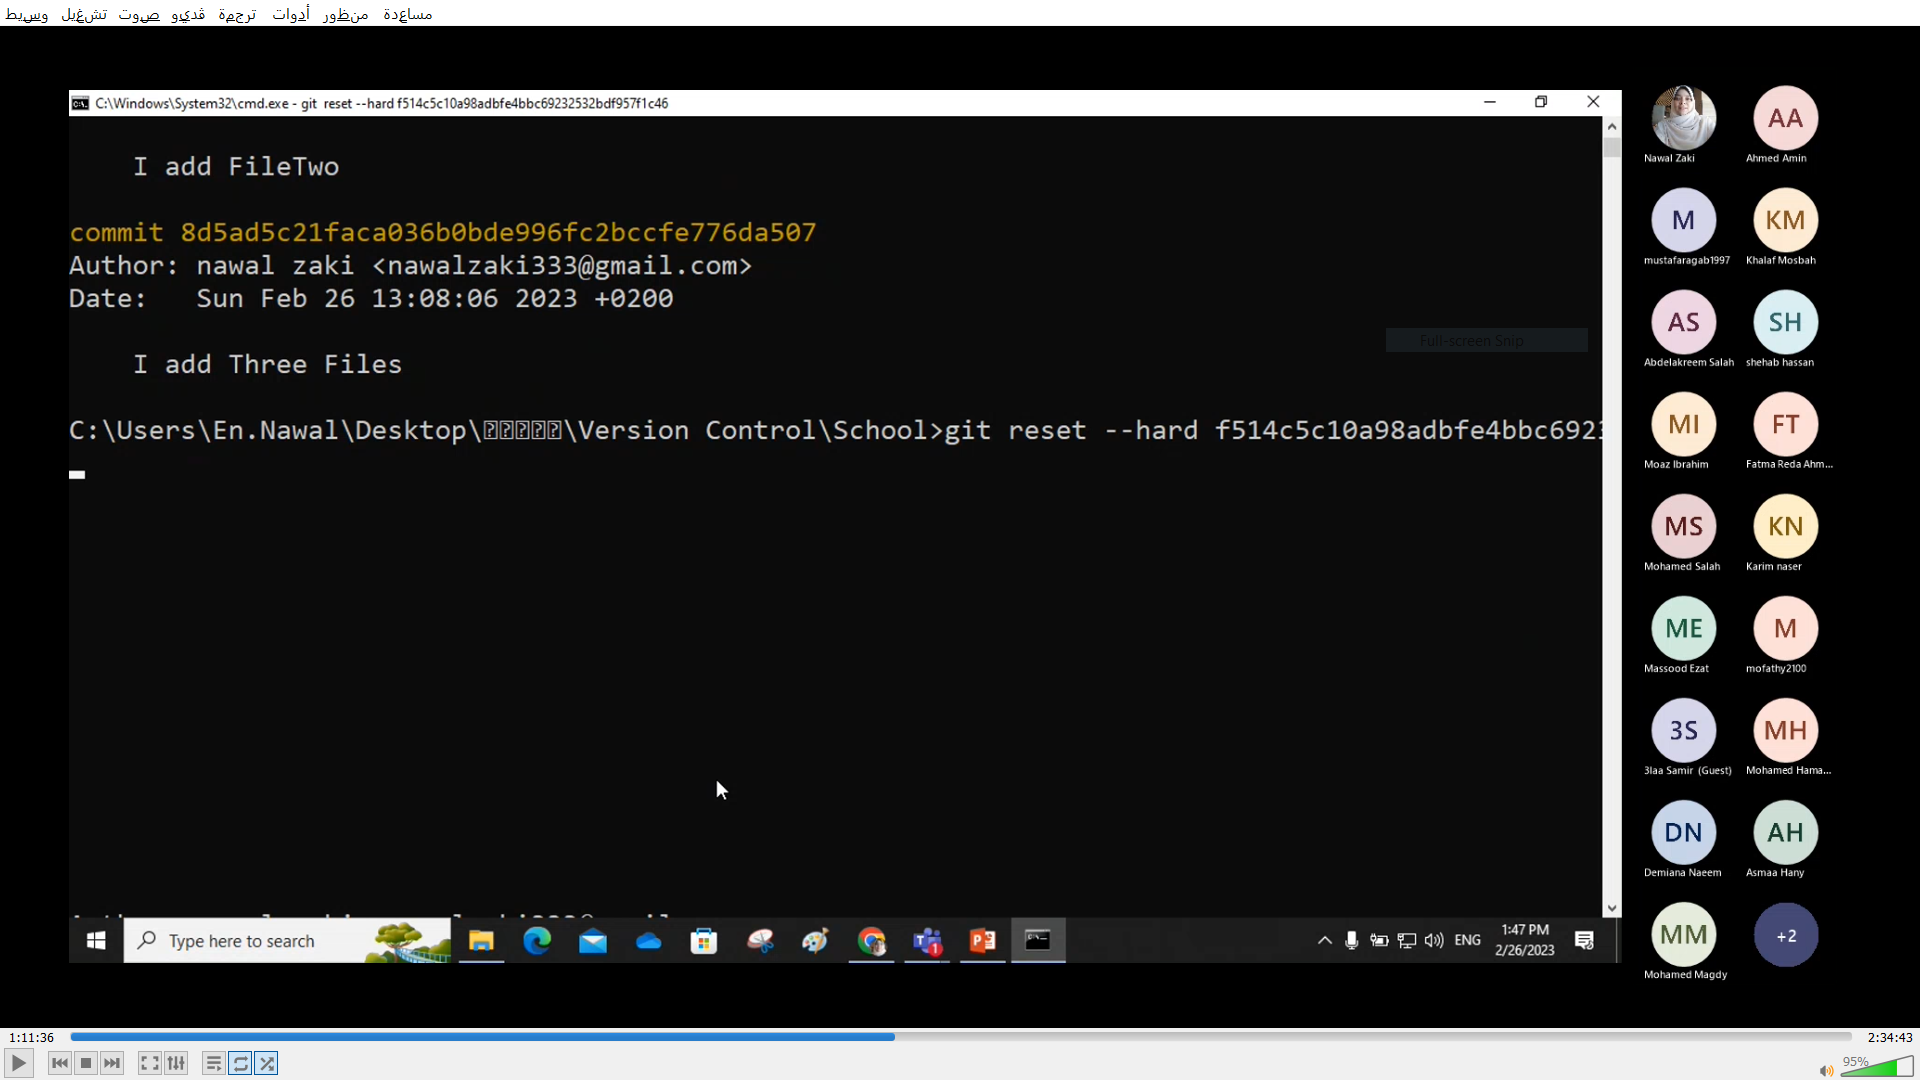 وسيط تشغيل صوت ڤديو ترجمة أدوات منظور مساعدة
C:\Windows\System32\cmd.exe - git  reset --hard f514c5c10a98adbfe4bbc69232532bdf957f1c46
I add FileTwo
commit 8d5ad5c21faca036b0bde996fc2bccfe776da507
Author: nawal zaki <nawalzaki333@gmail.com>
Date:   Sun Feb 26 13:08:06 2023 +0200
Full-screen Snip
I add Three Files
C:\Users\En.Nawal\Desktop\\Version Control\School>git reset --hard f514c5c10a98adbfe4bbc6923
Type here to search
ENG
1:47 PM
2/26/2023
1
Nawal Zaki
AA
Ahmed Amin
M
mustafaragab1997
KM
Khalaf Mosbah
AS
Abdelakreem Salah
SH
shehab hassan
MI
Moaz Ibrahim
FT
Fatma Reda Ahm...
MS
Mohamed Salah
KN
Karim naser
ME
Massood Ezat
M
mofathy2100
3S
3laa Samir (Guest)
MH
Mohamed Hama...
DN
Demiana Naeem
AH
Asmaa Hany
MM
Mohamed Magdy
+2
1:11:36
2:34:43
95%